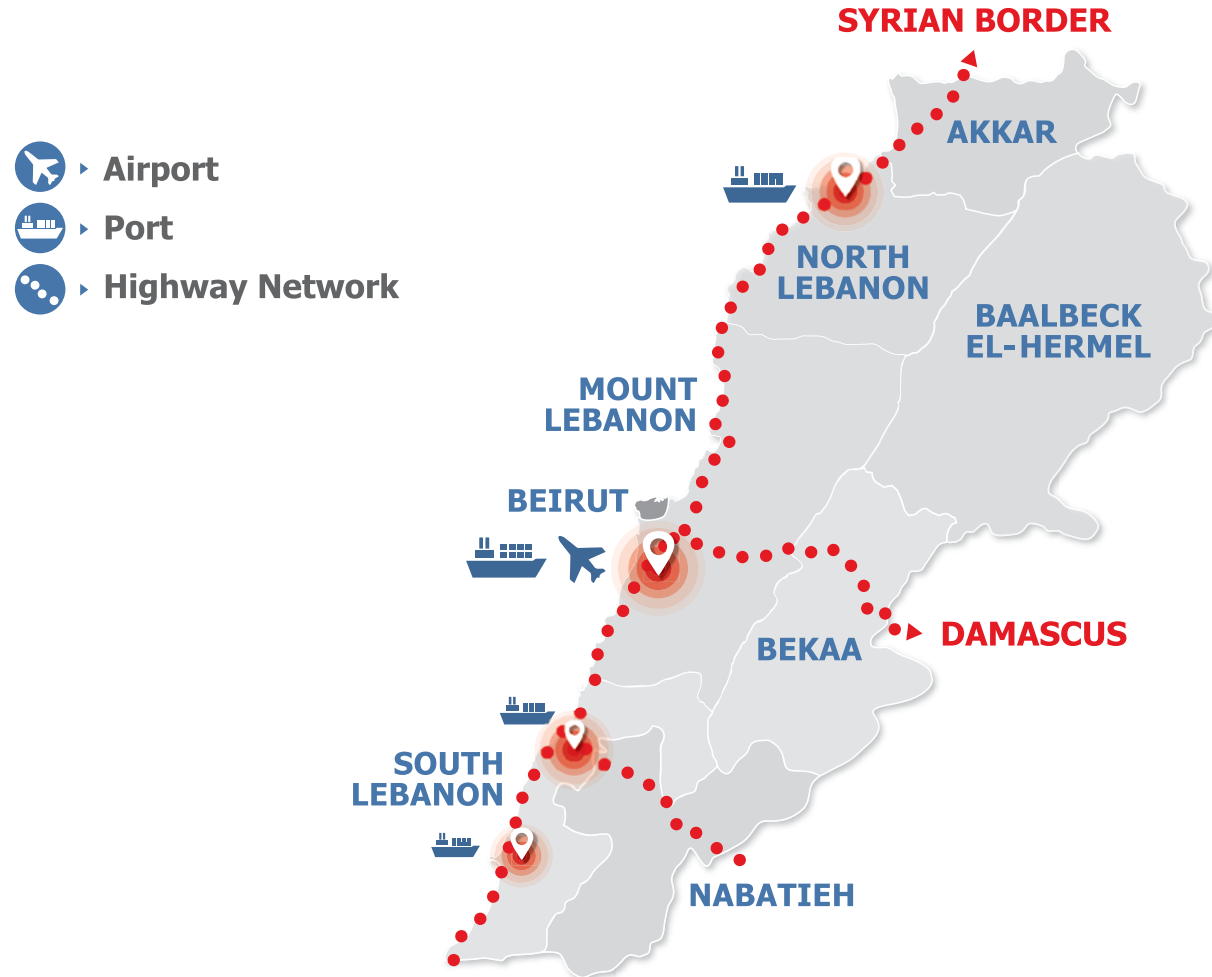 SYRIAN BORDER
AKKAR
Airport
Port
Highway Network
NORTH
LEBANON
BAALBECK
EL-HERMEL
MOUNT
LEBANON
BEIRUT
DAMASCUS
BEKAA
SOUTH
LEBANON
NABATIEH